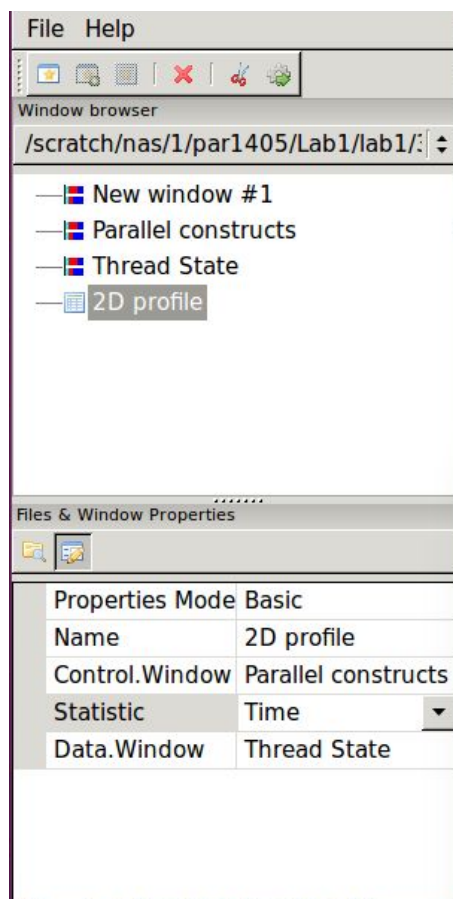 File Help
Window browser
/scratch/nas/1/par1405/Lab1/lab1/
New window #1
Parallel constructs
Thread State
2D profile
Files & Window Properties
Properties Mode Basic
Name 2D profile
Control.Window Parallel constructs
Statistic Time
Data.Window Thread State